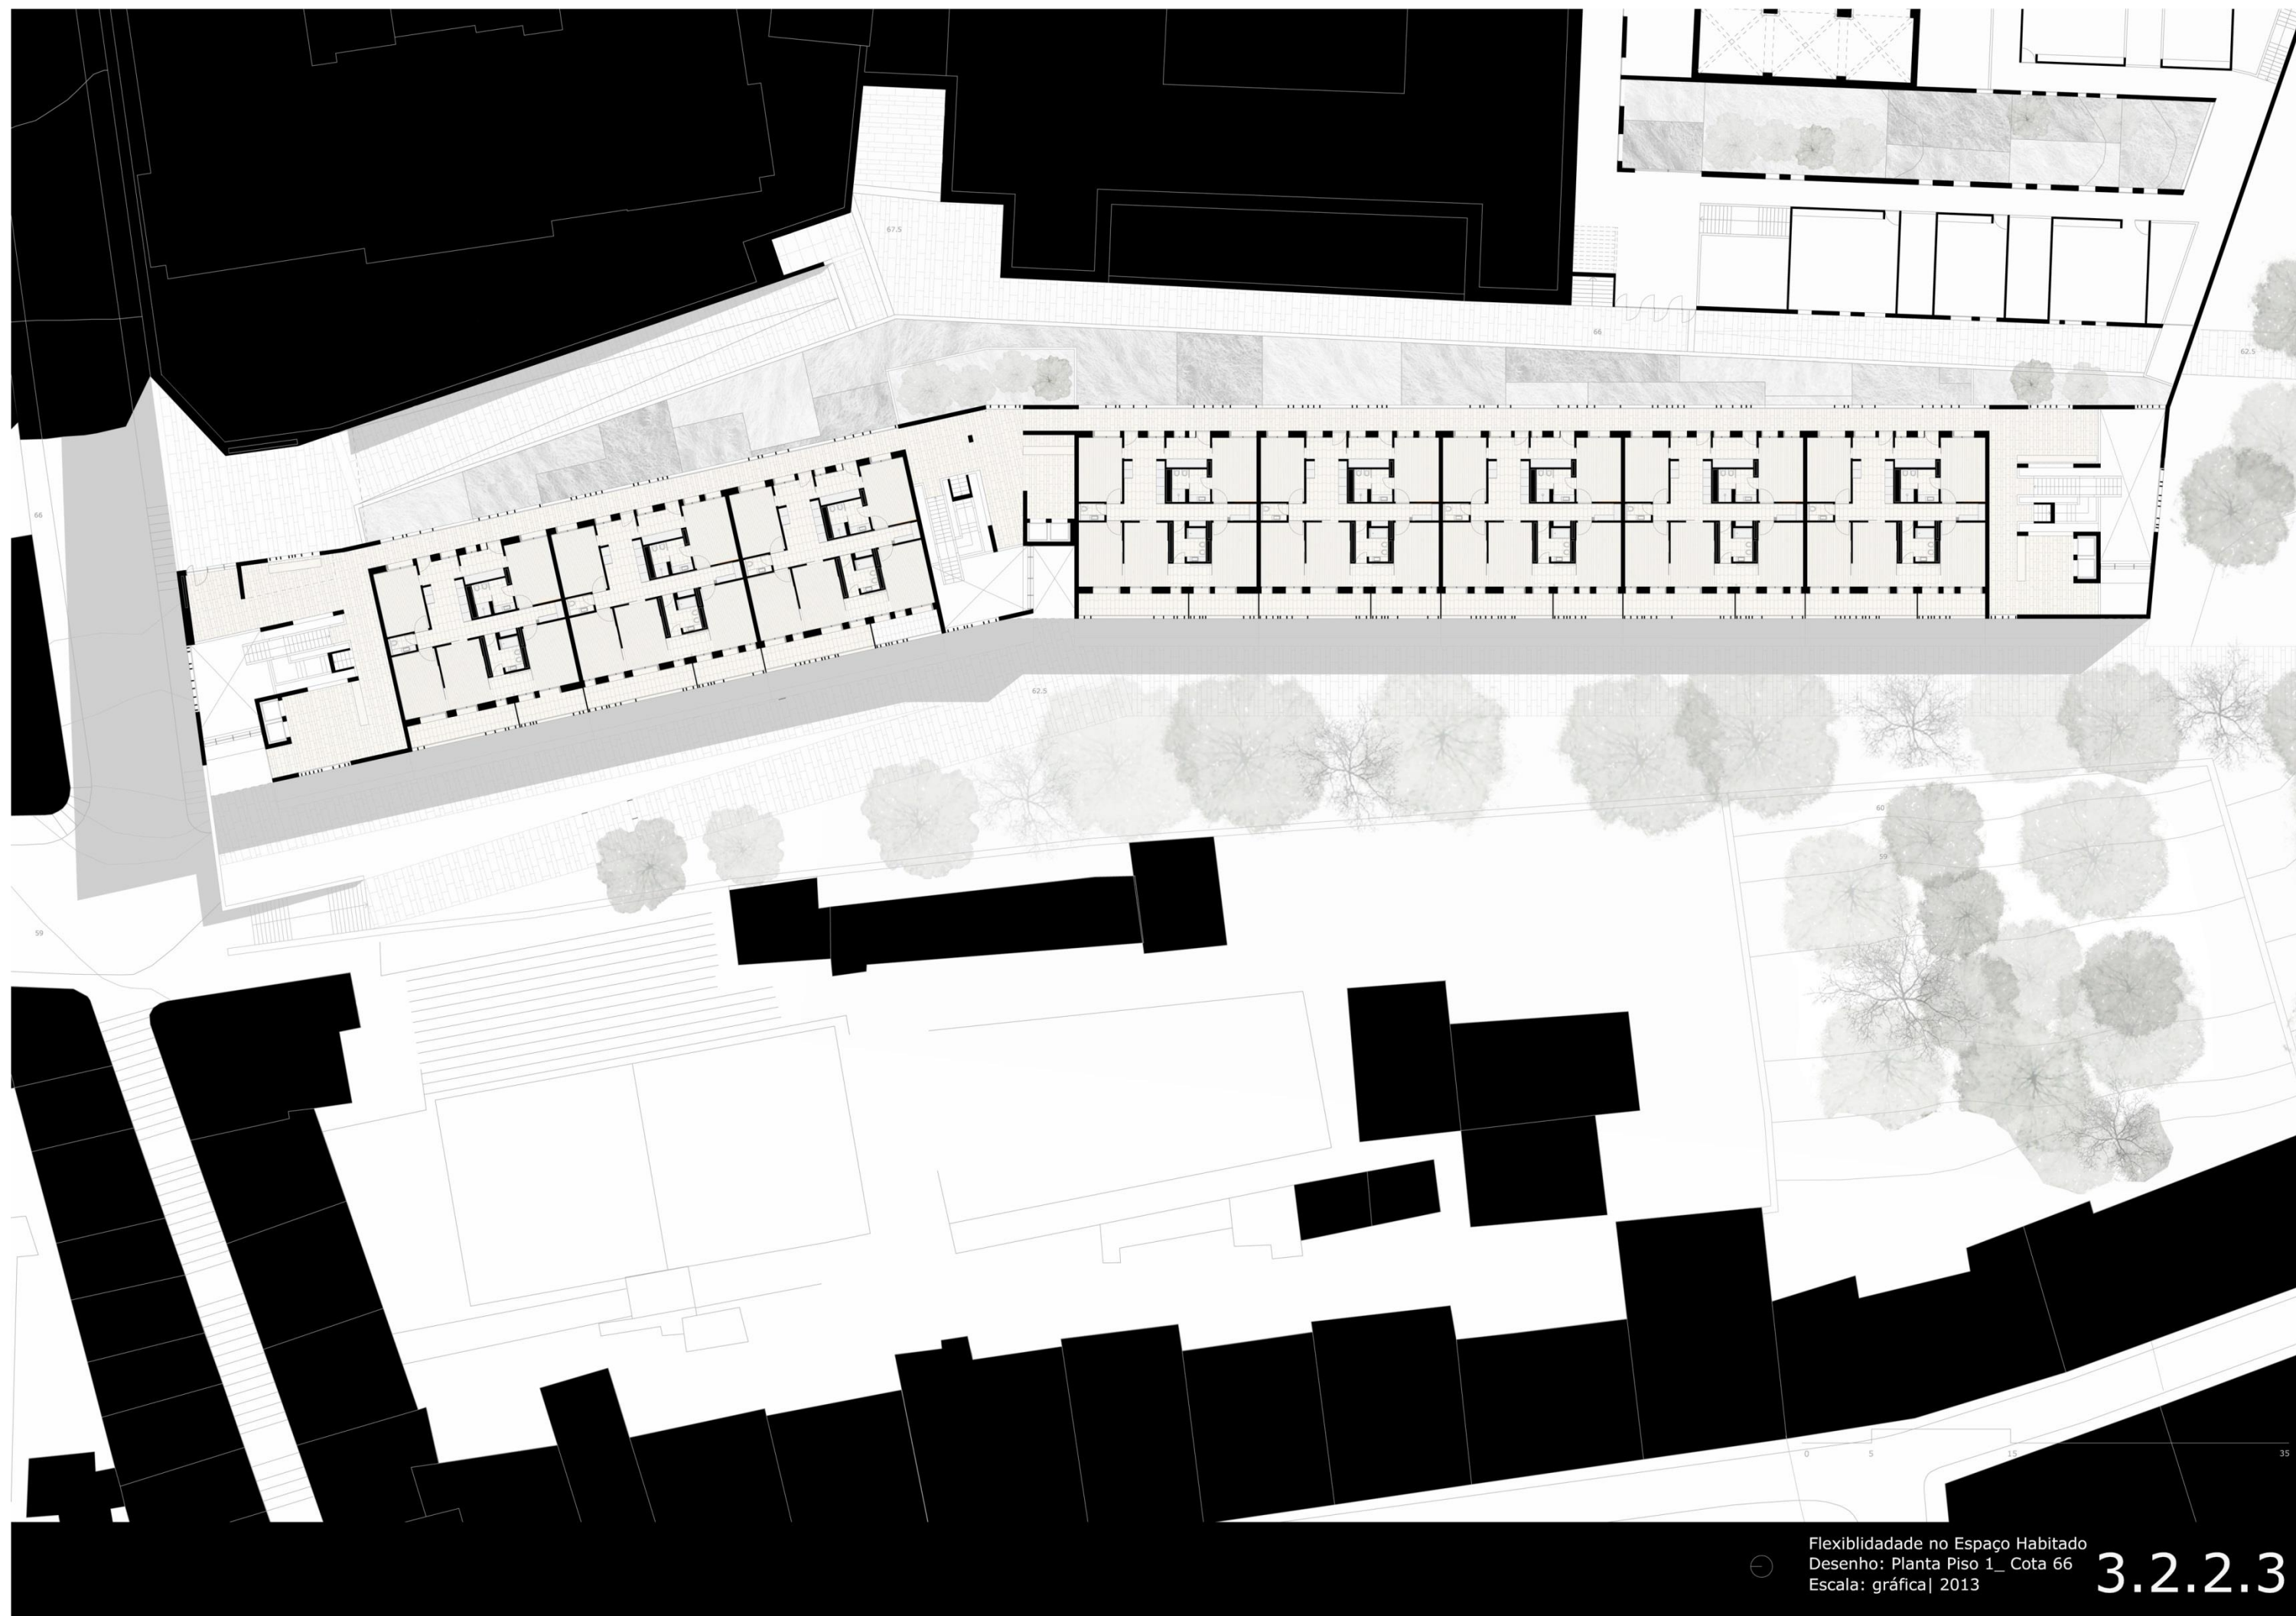 67.5
66
62.5
66
62.5
60
59
59
0 5 15 35
Flexiblidadade no Espaço Habitado
Desenho: Planta Piso 1_ Cota 66
Escala: gráfica| 2013
3.2.2.3